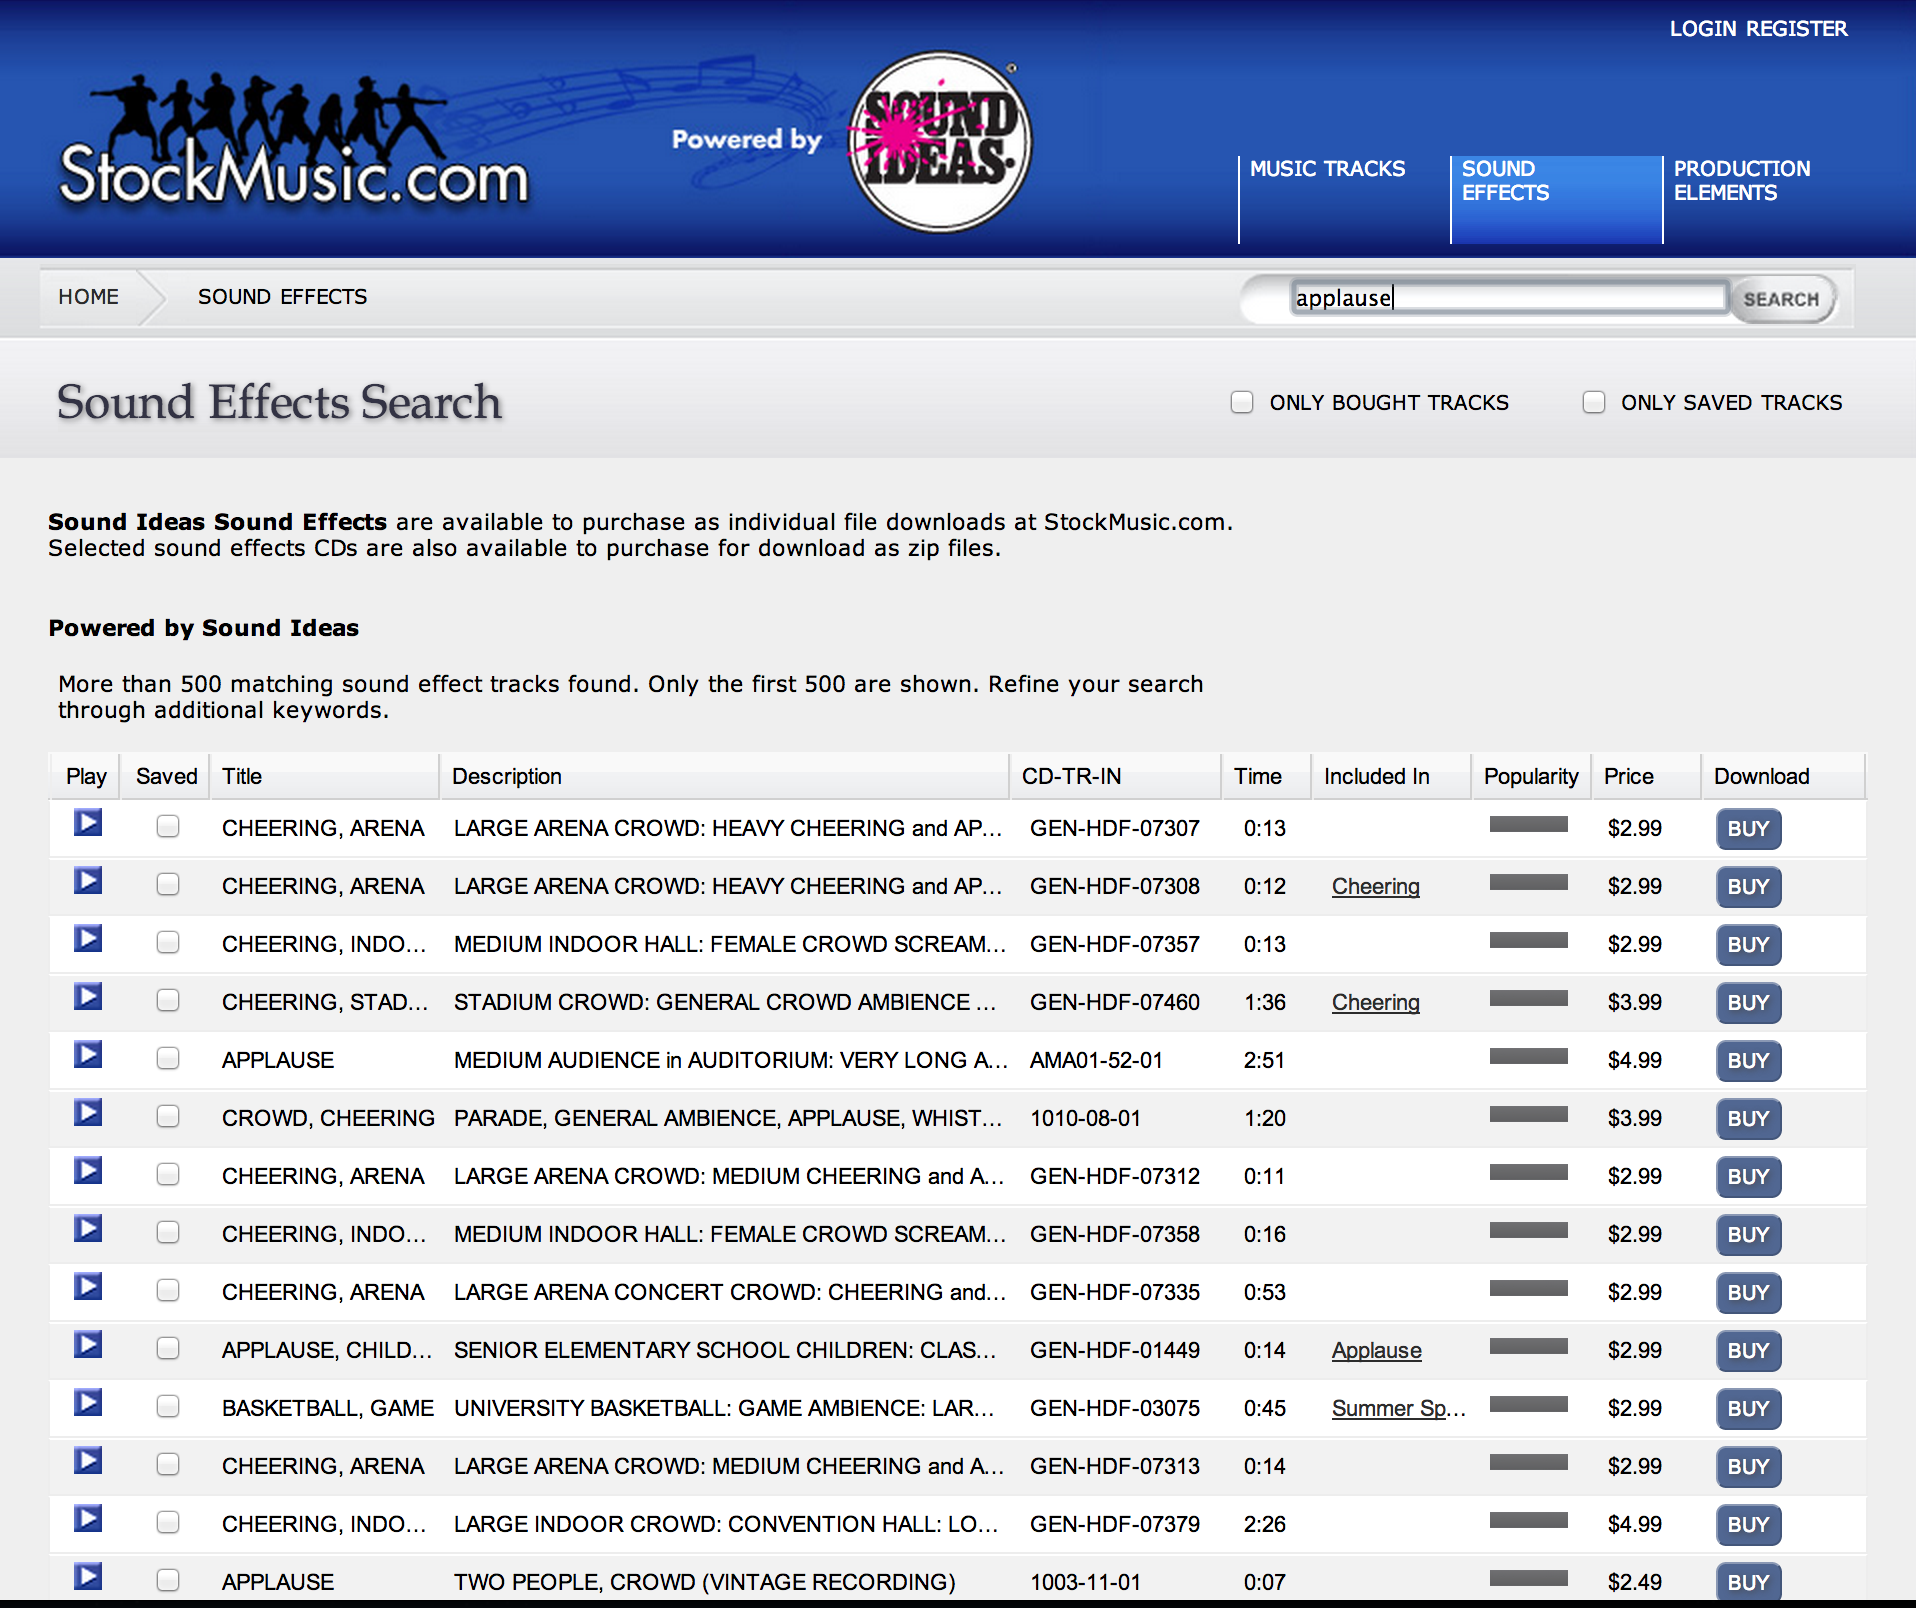 LOGIN REGISTER
StockMusic.com
Powered by
SOUND
IDEAS
MUSIC TRACKS
SOUND
EFFECTS
PRODUCTION
ELEMENTS
HOME SOUND EFFECTS
applause SEARCH
Sound Effects Search
ONLY BOUGHT TRACKS ONLY SAVED TRACKS
Sound Ideas Sound Effects are available to purchase as individual file downloads at StockMusic.com.
Selected sound effects CDs are also available to purchase for download as zip files.
Powered by Sound Ideas
More than 500 matching sound effect tracks found. Only the first 500 are shown. Refine your search
through additional keywords.
Play Saved Title Description CD-TR-IN Time Included In Popularity Price Download
CHEERING, ARENA LARGE ARENA CROWD: HEAVY CHEERING and AP... GEN-HDF-07307 0:13 $2.99 BUY
CHEERING, ARENA LARGE ARENA CROWD: HEAVY CHEERING and AP... GEN-HDF-07308 0:12 Cheering $2.99 BUY
CHEERING, INDO... MEDIUM INDOOR HALL: FEMALE CROWD SCREAM... GEN-HDF-07357 0:13 $2.99 BUY
CHEERING, STAD... STADIUM CROWD: GENERAL CROWD AMBIENCE ... GEN-HDF-07460 1:36 Cheering $3.99 BUY
APPLAUSE MEDIUM AUDIENCE in AUDITORIUM: VERY LONG A... AMA01-52-01 2:51 $4.99 BUY
CROWD, CHEERING PARADE, GENERAL AMBIENCE, APPLAUSE, WHIST... 1010-08-01 1:20 $3.99 BUY
CHEERING, ARENA LARGE ARENA CROWD: MEDIUM CHEERING and A... GEN-HDF-07312 0:11 $2.99 BUY
CHEERING, INDO... MEDIUM INDOOR HALL: FEMALE CROWD SCREAM... GEN-HDF-07358 0:16 $2.99 BUY
CHEERING, ARENA LARGE ARENA CONCERT CROWD: CHEERING and... GEN-HDF-07335 0:53 $2.99 BUY
APPLAUSE, CHILD... SENIOR ELEMENTARY SCHOOL CHILDREN: CLAS... GEN-HDF-01449 0:14 Applause $2.99 BUY
BASKETBALL, GAME UNIVERSITY BASKETBALL: GAME AMBIENCE: LAR... GEN-HDF-03075 0:45 Summer Sp... $2.99 BUY
CHEERING, ARENA LARGE ARENA CROWD: MEDIUM CHEERING and A... GEN-HDF-07313 0:14 $2.99 BUY
CHEERING, INDO... LARGE INDOOR CROWD: CONVENTION HALL: LO... GEN-HDF-07379 2:26 $4.99 BUY
APPLAUSE TWO PEOPLE, CROWD (VINTAGE RECORDING) 1003-11-01 0:07 $2.49 BUY